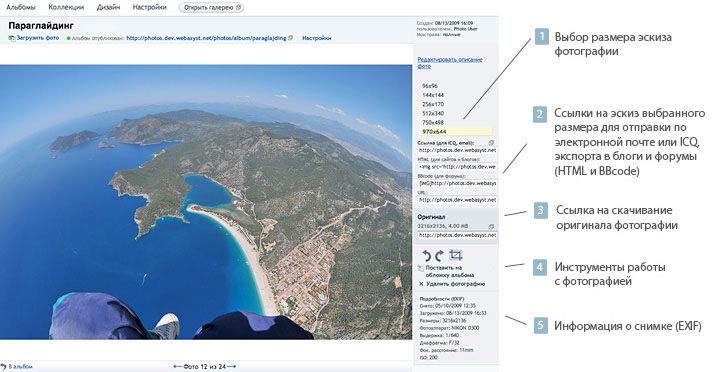 Альбомы Коллекции Дизайн Настройки Открыть галерею
Параглайдинг
Загрузить фото Альбом опубликован: http://photos.dev.webasyst.net/photos/album/paraglajding Настройки
Создан: 08/13/2009 16:09
пользователем: Photo User
Мои права: полные
Редактировать описание
фото
96x96
144x144
256x170
512x340
750x498
970x644
Ссылка (для ICQ, email):
http://photos.dev.webasyst.net
HTML (для сайтов и блогов):
<img src="http://photos.dev.we
BBcode (для форума):
[IMG]http://photos.dev.webasys
URL:
http://photos.dev.webasyst.net
Оригинал
3216x2136, 4.00 MB
http://photos.dev.webasyst.net
Поставить на
обложку альбома
Удалить фотографию
Подробности (EXIF)
Снято: 05/10/2009 12:35
Загружено: 08/13/2009 16:33
Размеры: 3216x2136
Фотоаппарат: NIKON D300
Выдержка: 1/640
Диафрагма: F/32
Фок. расстояние: 11mm
ISO: 200
В альбом
Фото 12 из 24
1 Выбор размера эскиза
фотографии
2 Ссылки на эскиз выбранного
размера для отправки по
электронной почте или ICQ,
экспорта в блоги и форумы
(HTML и BBcode)
3 Ссылка на скачивание
оригинала фотографии
4 Инструменты работы
с фотографией
5 Информация о снимке (EXIF)